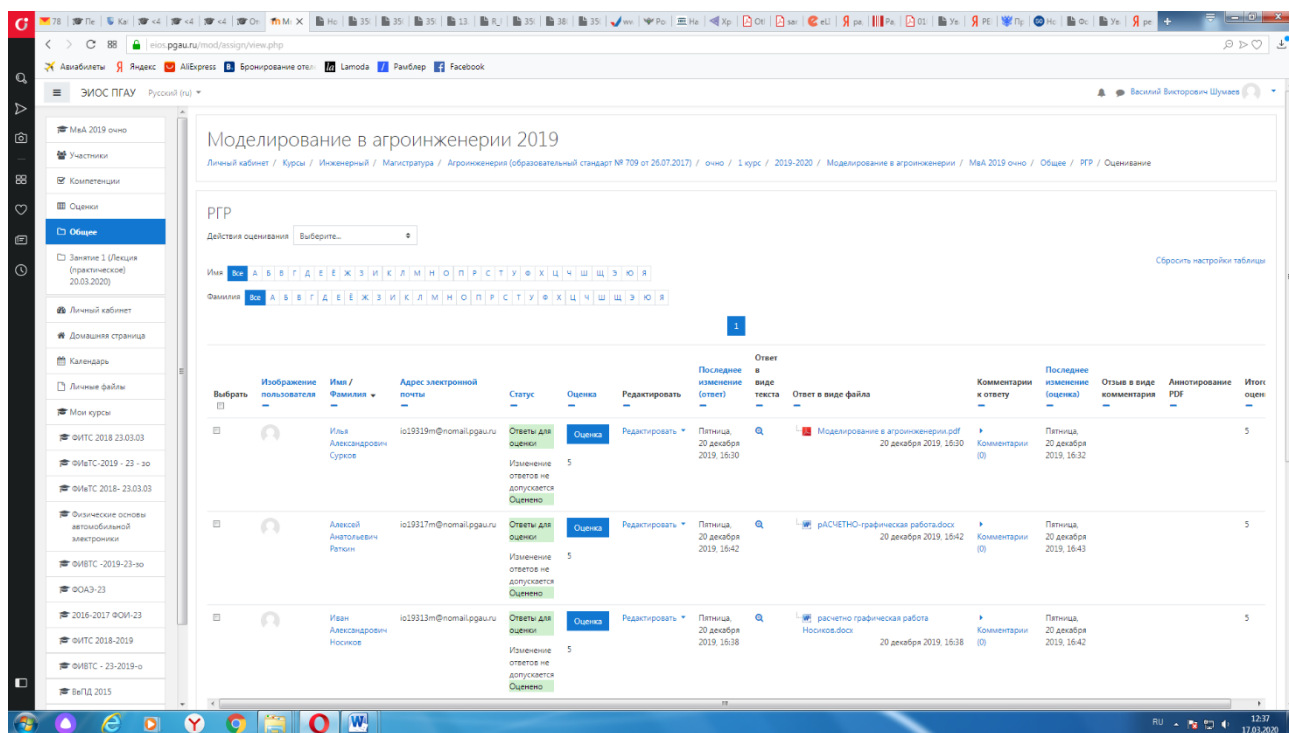 eios.pgau.ru/mod/assign/view.php
Авиабилеты Яндекс AliExpress Бронирование отел Lamoda Рамблер Facebook
ЭИОС ПГАУ Русский (ru)
Василий Викторович Шумаев
МвА 2019 очно
Участники
Компетенции
Оценки
Общее
Занятие 1 (Лекция
(практическое)
20.03.2020)
Личный кабинет
Домашняя страница
Календарь
Личные файлы
Мои курсы
ФИТС 2018 23.03.03
ФИвТС-2019 - 23 - зо
ФИвТС 2018- 23.03.03
Физические основы
автомобильной
электроники
ФИВТС -2019-23-зо
ФОАЭ-23
2016-2017 ФОИ-23
ФИТС 2018-2019
ФИВТС - 23-2019-о
ВвПД 2015
Моделирование в агроинженерии 2019
Личный кабинет / Курсы / Инженерный / Магистратура / Агроинженерия (образовательный стандарт № 709 от 26.07.2017) / очно / 1 курс / 2019-2020 / Моделирование в агроинженерии / МвА 2019 очно / Общее / РГР / Оценивание
РГР
Действия оценивания Выберите...
Сбросить настройки таблицы
Имя Все А Б В Г Д Е Ё Ж З И К Л М Н О П Р С Т У Ф Х Ц Ч Ш Щ Э Ю Я
Фамилия Все А Б В Г Д Е Ё Ж З И К Л М Н О П Р С Т У Ф Х Ц Ч Ш Щ Э Ю Я
1
Выбрать
Изображение
пользователя
Имя /
Фамилия
Адрес электронной
почты
Статус
Оценка
Редактировать
Последнее
изменение
(ответ)
Ответ
в
виде
текста
Ответ в виде файла
Комментарии
к ответу
Последнее
изменение
(оценка)
Отзыв в виде
комментария
Аннотирование
PDF
Итого
оцен
Илья
Александрович
Сурков
io19319m@nomail.pgau.ru
Ответы для
оценки
Изменение
ответов не
допускается
Оценено
Оценка
5
Редактировать
Пятница,
20 декабря
2019, 16:30
Моделирование в агроинженерии.pdf
20 декабря 2019, 16:30
Комментарии
(0)
Пятница,
20 декабря
2019, 16:32
5
Алексей
Анатольевич
Раткин
io19317m@nomail.pgau.ru
Ответы для
оценки
Изменение
ответов не
допускается
Оценено
Оценка
5
Редактировать
Пятница,
20 декабря
2019, 16:42
рАСЧЕТНО-графическая работа.docx
20 декабря 2019, 16:42
Комментарии
(0)
Пятница,
20 декабря
2019, 16:43
5
Иван
Александрович
Носиков
io19313m@nomail.pgau.ru
Ответы для
оценки
Изменение
ответов не
допускается
Оценено
Оценка
5
Редактировать
Пятница,
20 декабря
2019, 16:38
расчетно графическая работа
Носиков.docx
20 декабря 2019, 16:38
Комментарии
(0)
Пятница,
20 декабря
2019, 16:42
5
RU
12:37
17.03.2020